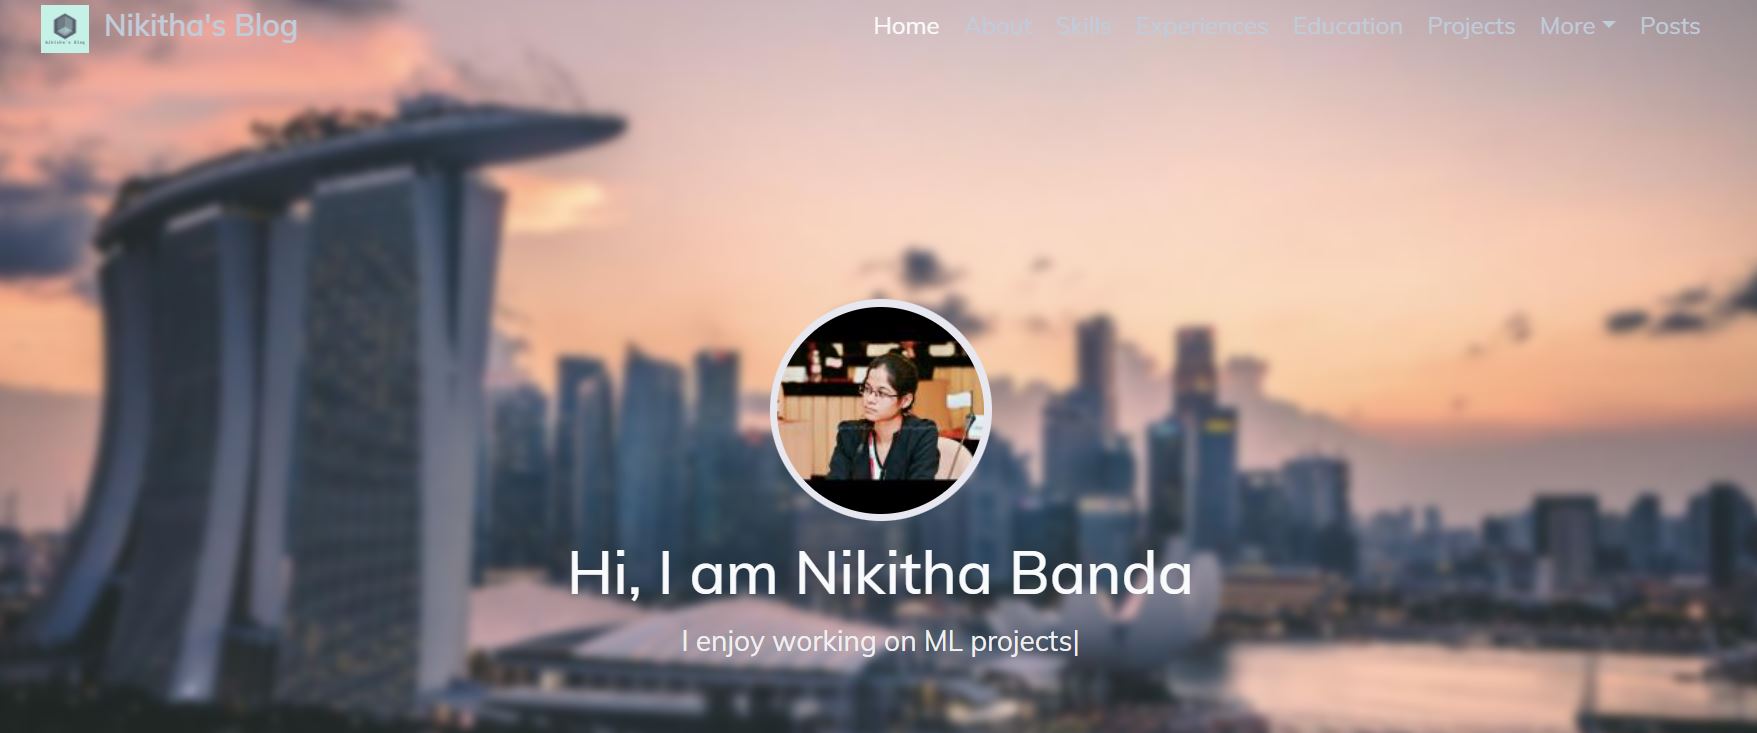 Nikitha's Blog
Home About Skills Experiences Education Projects More Posts
Hi, I am Nikitha Banda
I enjoy working on ML projects|